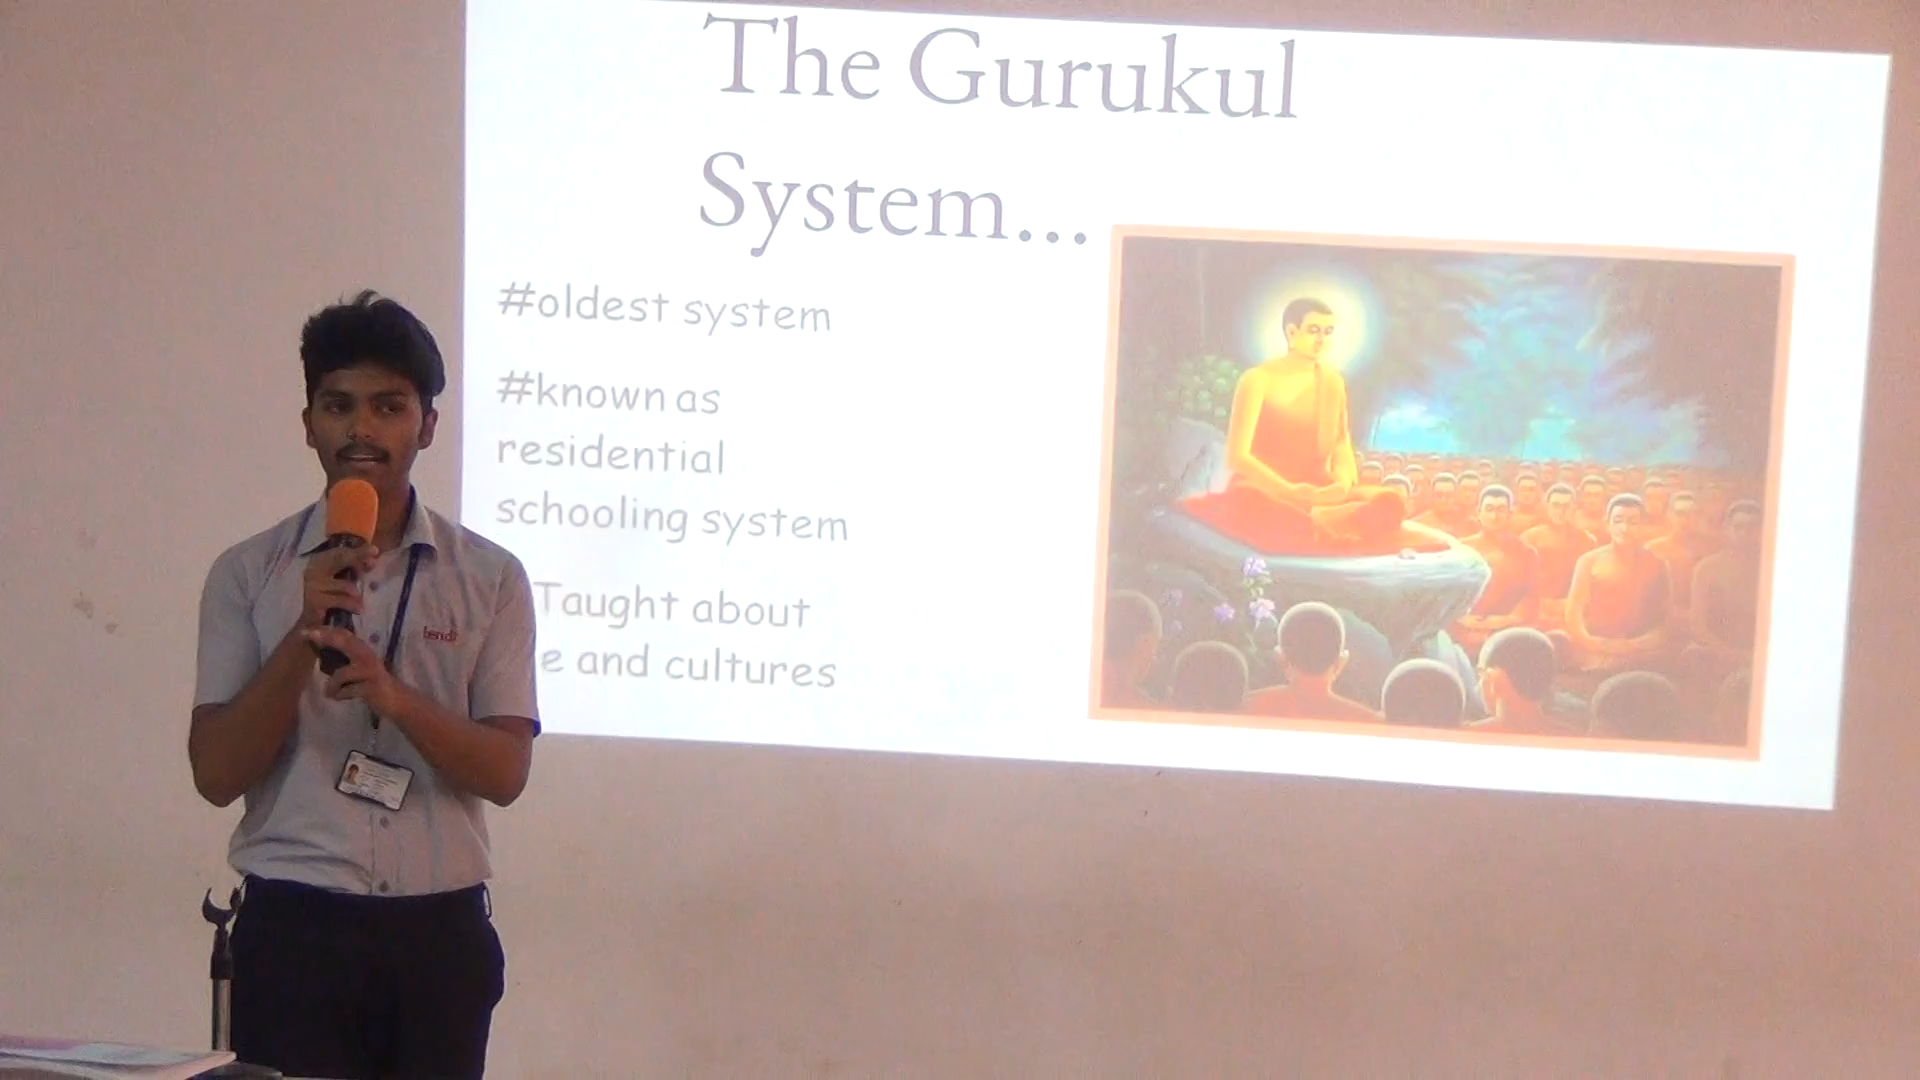 The Gurukul
System...
#oldest system
#known as
residential
schooling system
Taught about
e and cultures